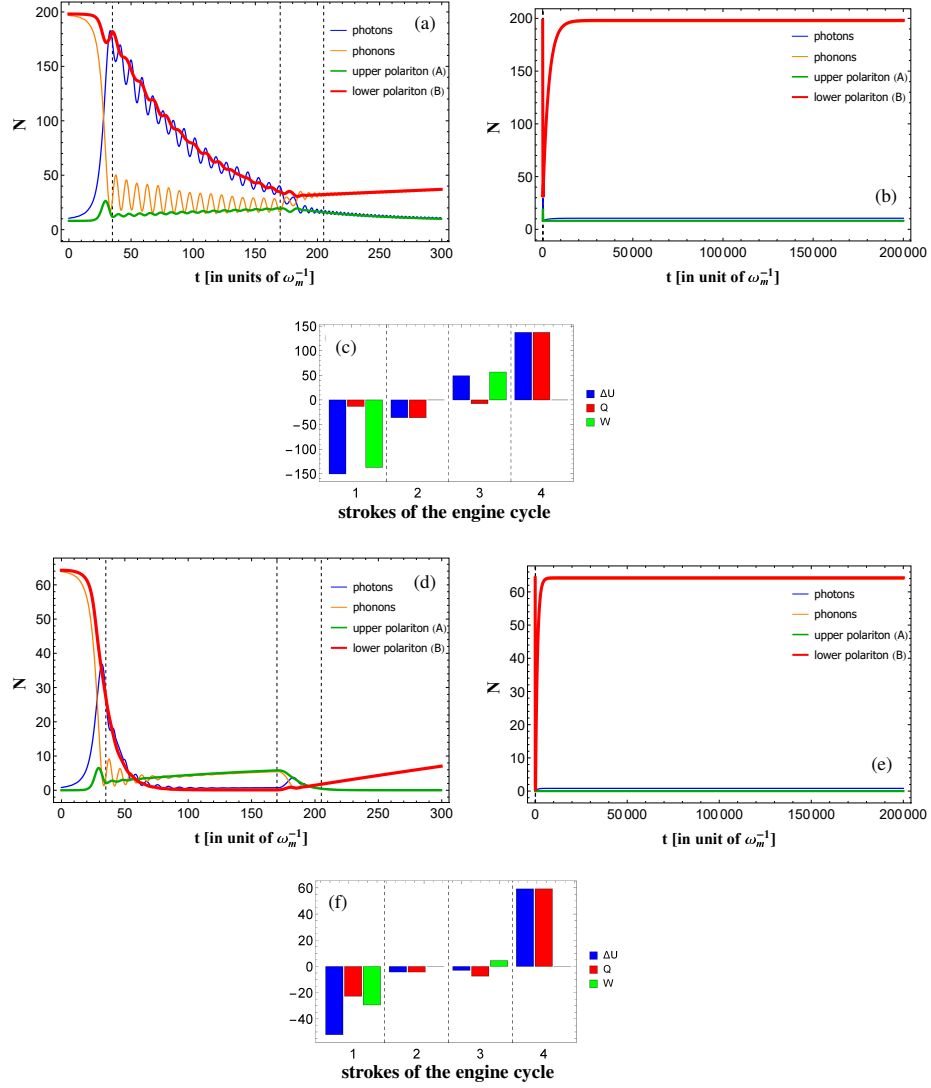 (a)
photons
phonons
upper polariton (A)
lower polariton (B)
N
200
150
100
50
0
0 50 100 150 200 250 300
t [in units of ω_m^{-1}]
(b)
photons
phonons
upper polariton (A)
lower polariton (B)
N
200
150
100
50
0
0 50 000 100 000 150 000 200 000
t [in unit of ω_m^{-1}]
(c)
150
100
50
0
−50
−100
−150
1 2 3 4
strokes of the engine cycle
ΔU
Q
W
(d)
photons
phonons
upper polariton (A)
lower polariton (B)
N
60
50
40
30
20
10
0
0 50 100 150 200 250 300
t [in unit of ω_m^{-1}]
(e)
photons
phonons
upper polariton (A)
lower polariton (B)
N
60
50
40
30
20
10
0
0 50 000 100 000 150 000 200 000
t [in unit of ω_m^{-1}]
(f)
60
40
20
0
−20
−40
1 2 3 4
strokes of the engine cycle
ΔU
Q
W